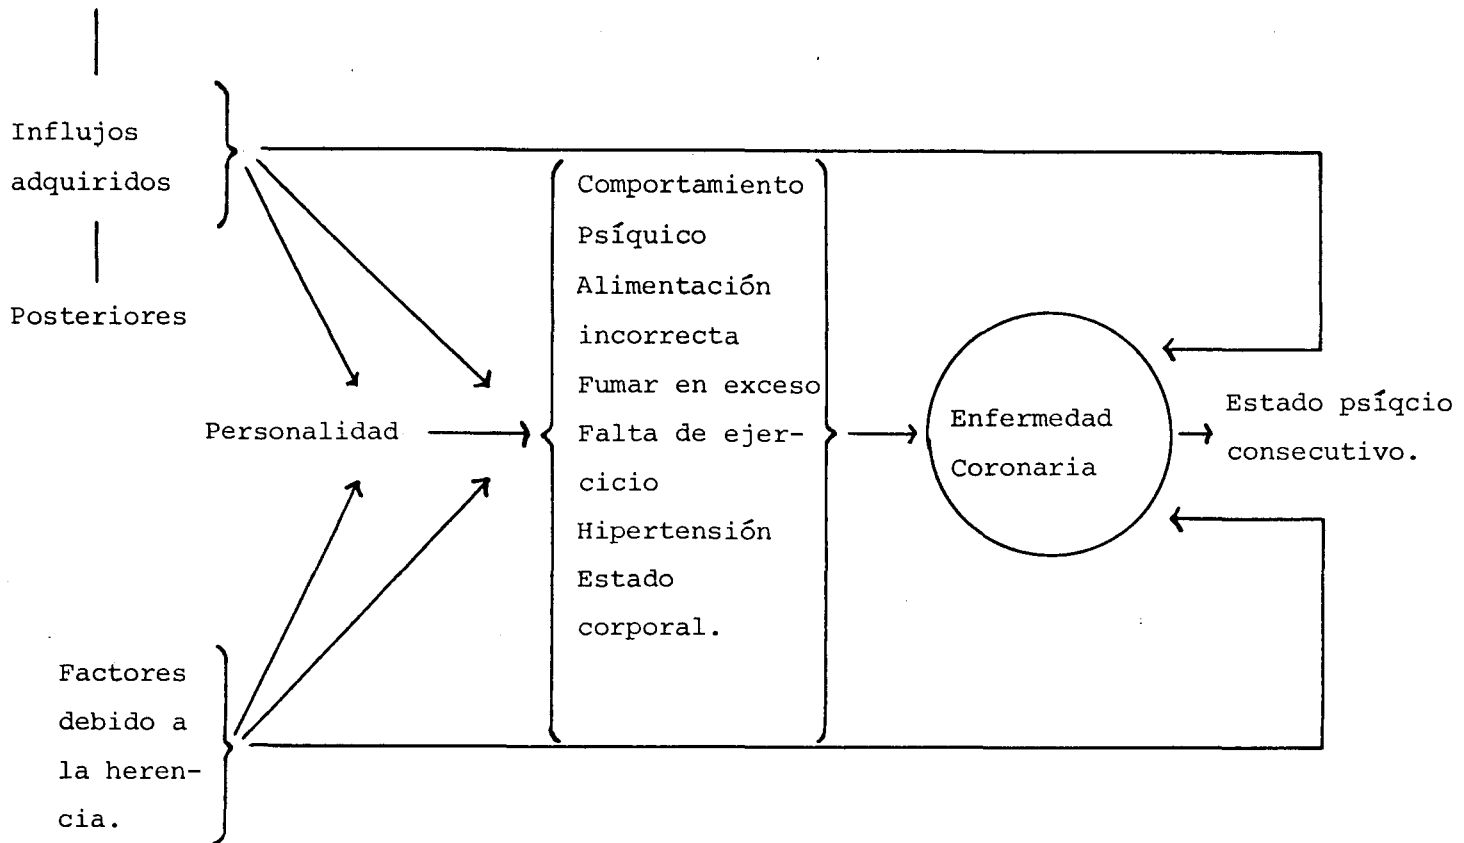 Influjos
adquiridos
Posteriores
Personalidad
Factores
debido a
la heren-
cia.
Comportamiento
Psíquico
Alimentación
incorrecta
Fumar en exceso
Falta de ejer-
cicio
Hipertensión
Estado
corporal.
Enfermedad
Coronaria
Estado psíqcio
consecutivo.